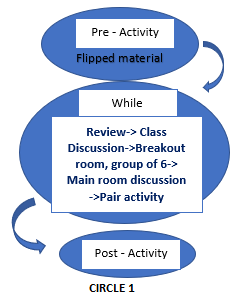 Pre - Activity
Flipped material
While
Review-> Class
Discussion->Breakout
room, group of 6->
Main room discussion
->Pair activity
Post - Activity
CIRCLE 1